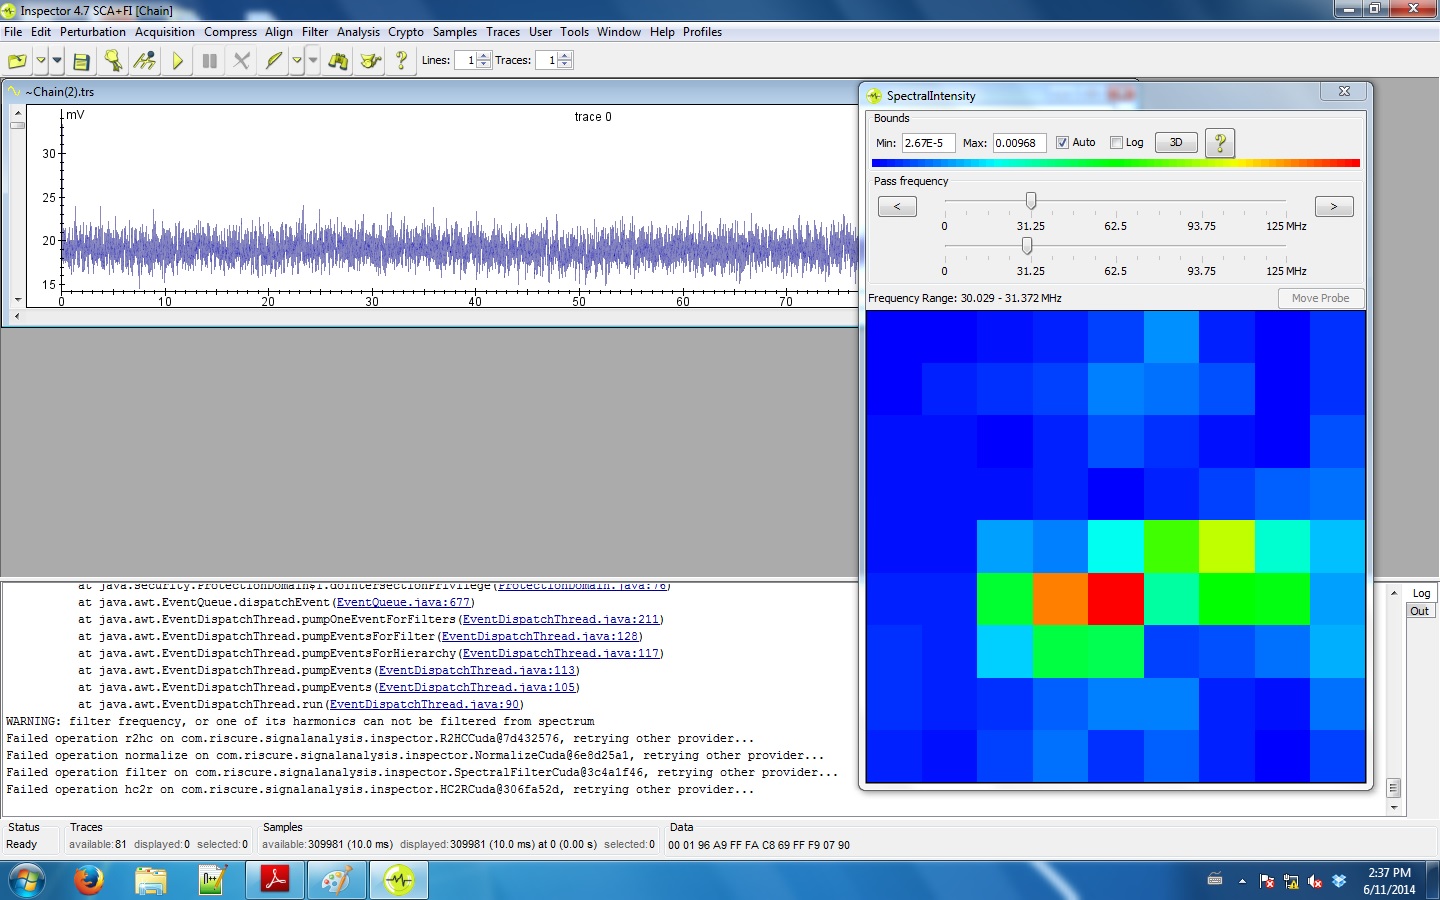 Inspector 4.7 SCA+FI [Chain]
File Edit Perturbation Acquisition Compress Align Filter Analysis Crypto Samples Traces User Tools Window Help Profiles
Lines: 1 Traces: 1
~Chain(2).trs
mV
trace 0
30
25
20
15
0 10 20 30 40 50 60 70
SpectralIntensity
Bounds
Min: 2.67E-5 Max: 0.00968 Auto Log 3D ?
Pass frequency
< >
0 31.25 62.5 93.75 125 MHz
0 31.25 62.5 93.75 125 MHz
Frequency Range: 30.029 - 31.372 MHz Move Probe
at java.security.ProtectionDomain$1.doIntersectionPrivilege(ProtectionDomain.java:76)
at java.awt.EventQueue.dispatchEvent(EventQueue.java:677)
at java.awt.EventDispatchThread.pumpOneEventForFilters(EventDispatchThread.java:211)
at java.awt.EventDispatchThread.pumpEventsForFilter(EventDispatchThread.java:128)
at java.awt.EventDispatchThread.pumpEventsForHierarchy(EventDispatchThread.java:117)
at java.awt.EventDispatchThread.pumpEvents(EventDispatchThread.java:113)
at java.awt.EventDispatchThread.pumpEvents(EventDispatchThread.java:105)
at java.awt.EventDispatchThread.run(EventDispatchThread.java:90)
WARNING: filter frequency, or one of its harmonics can not be filtered from spectrum
Failed operation r2hc on com.riscure.signalanalysis.inspector.R2HCCuda@7d432576, retrying other provider...
Failed operation normalize on com.riscure.signalanalysis.inspector.NormalizeCuda@6e8d25a1, retrying other provider...
Failed operation filter on com.riscure.signalanalysis.inspector.SpectralFilterCuda@3c4a1f46, retrying other provider...
Failed operation hc2r on com.riscure.signalanalysis.inspector.HC2RCuda@306fa52d, retrying other provider...
Log
Out
Status Traces Samples Data
Ready available: 81 displayed: 0 selected: 0 available: 309981 (10.0 ms) displayed: 309981 (10.0 ms) at 0 (0.00 s) selected: 0 00 01 96 A9 FF FA C8 69 FF F9 07 90
2:37 PM
6/11/2014